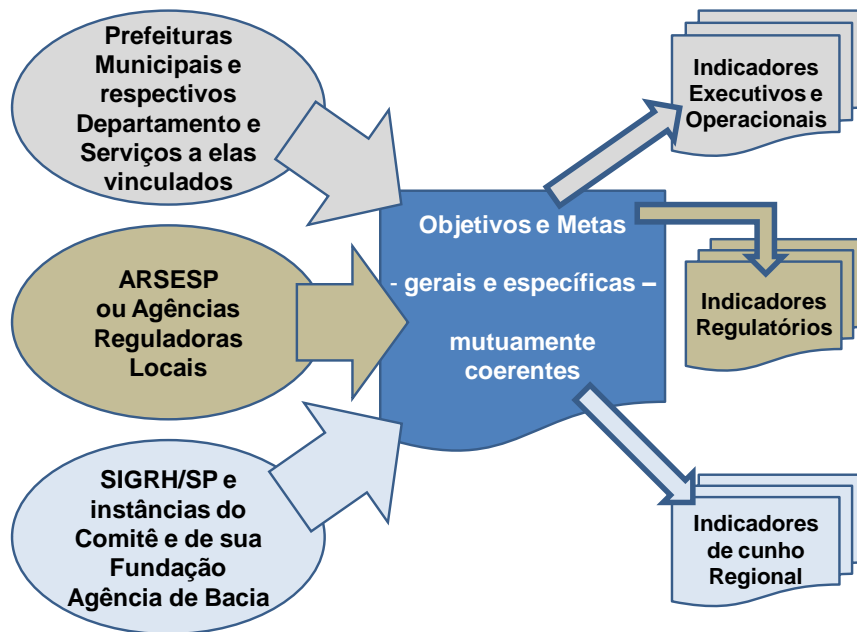 Prefeituras
Municipais e
respectivos
Departamento e
Serviços a elas
vinculados
ARSESP
ou Agências
Reguladoras
Locais
SIGRH/SP e
instâncias do
Comitê e de sua
Fundação
Agência de Bacia
Objetivos e Metas
- gerais e específicas –
mutuamente
coerentes
Indicadores
Executivos e
Operacionais
Indicadores
Regulatórios
Indicadores
de cunho
Regional